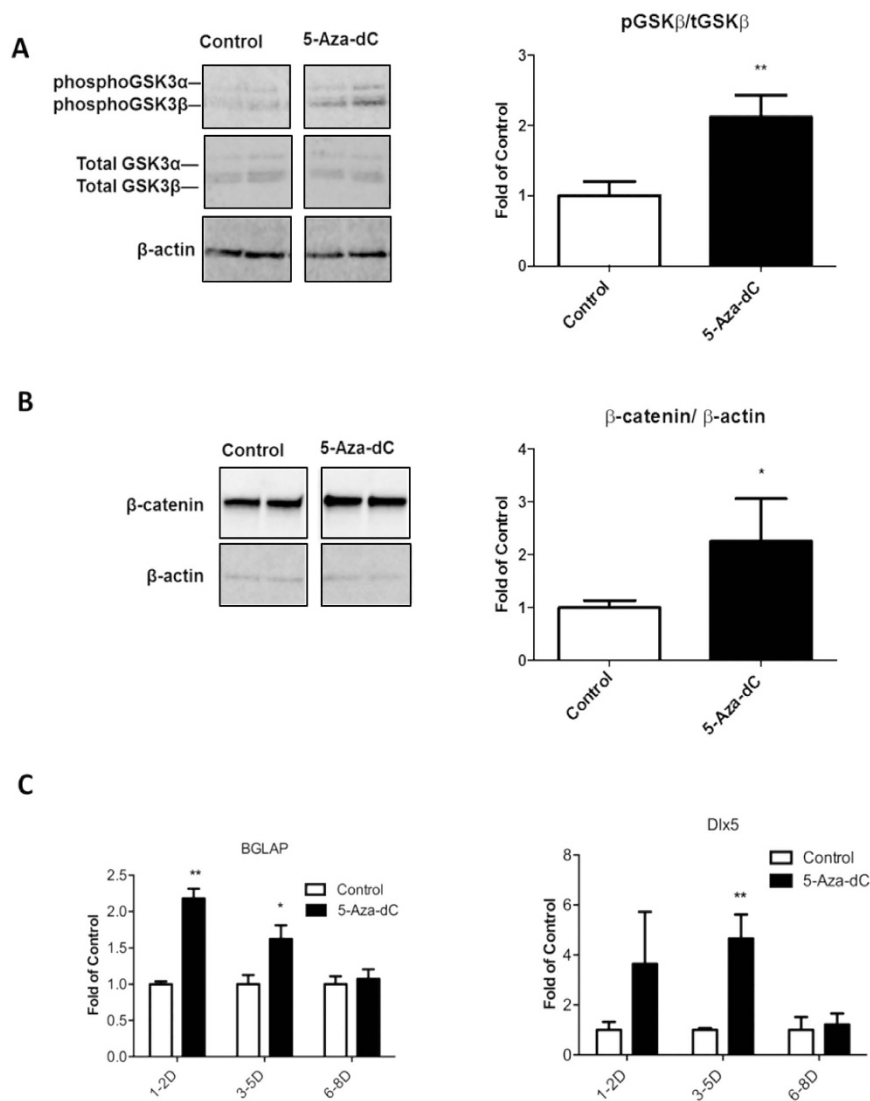 A
Control 5-Aza-dC
phosphoGSK3α—
phosphoGSK3β—
Total GSK3α—
Total GSK3β—
β-actin
pGSKβ/tGSKβ
**
Fold of Control
3
2
1
0
Control
5-Aza-dC
B
Control 5-Aza-dC
β-catenin
β-actin
β-catenin/ β-actin
*
Fold of Control
4
3
2
1
0
Control
5-Aza-dC
C
BGLAP
** *
Control
5-Aza-dC
Fold of Control
2.5
2.0
1.5
1.0
0.5
0.0
1-2D 3-5D 6-8D
Dlx5
Control
5-Aza-dC
**
Fold of Control
8
6
4
2
0
1-2D 3-5D 6-8D